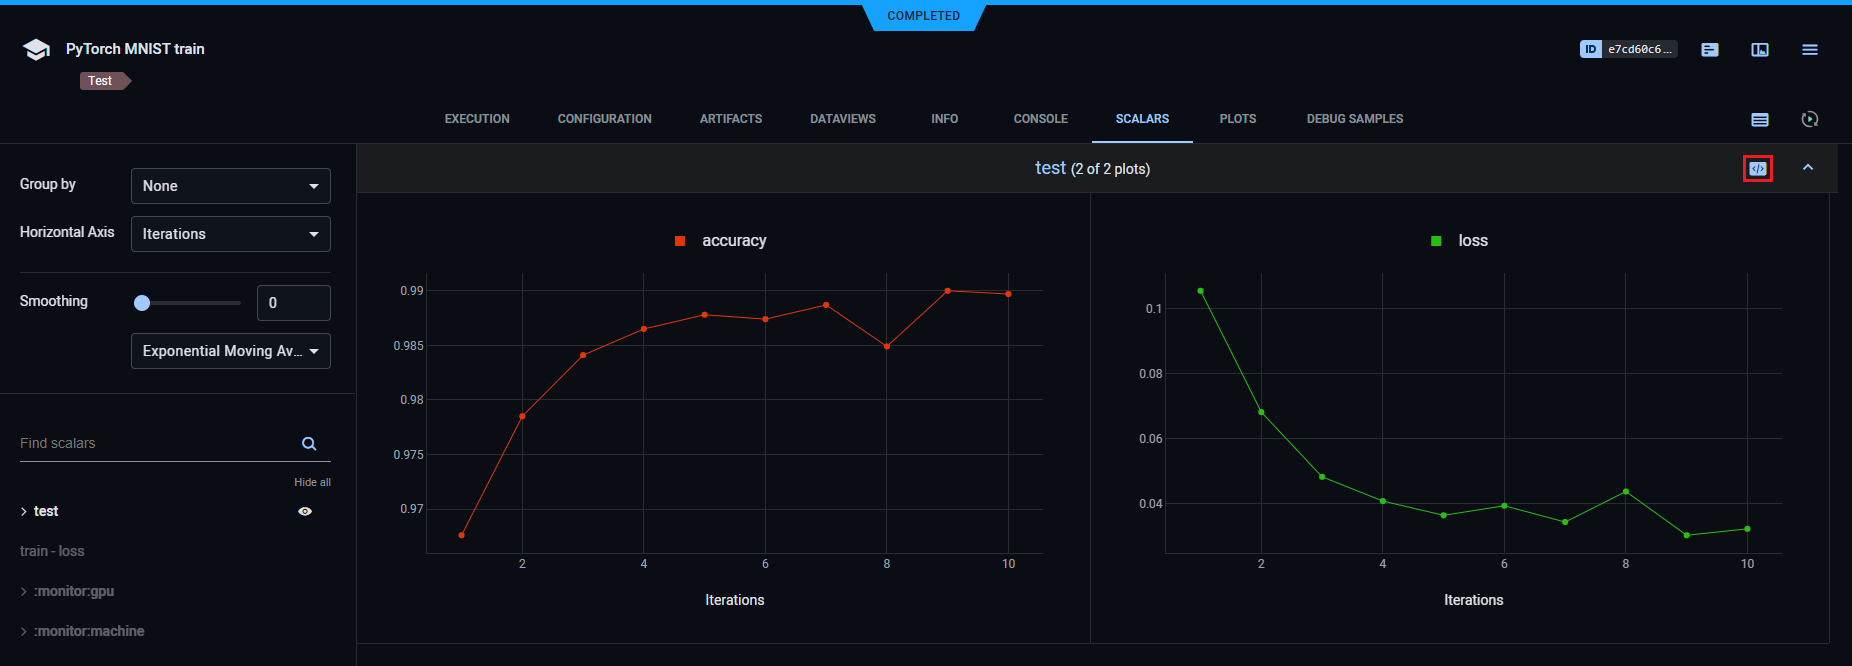 COMPLETED
PyTorch MNIST train
Test
ID e7cd60c6...
EXECUTION CONFIGURATION ARTIFACTS DATAVIEWS INFO CONSOLE SCALARS PLOTS DEBUG SAMPLES
Group by None
Horizontal Axis Iterations
Smoothing 0
Exponential Moving Av...
Find scalars
Hide all
test
train - loss
:monitor:gpu
:monitor:machine
test (2 of 2 plots)
accuracy
0.99
0.985
0.98
0.975
0.97
2 4 6 8 10
Iterations
loss
0.1
0.08
0.06
0.04
2 4 6 8 10
Iterations